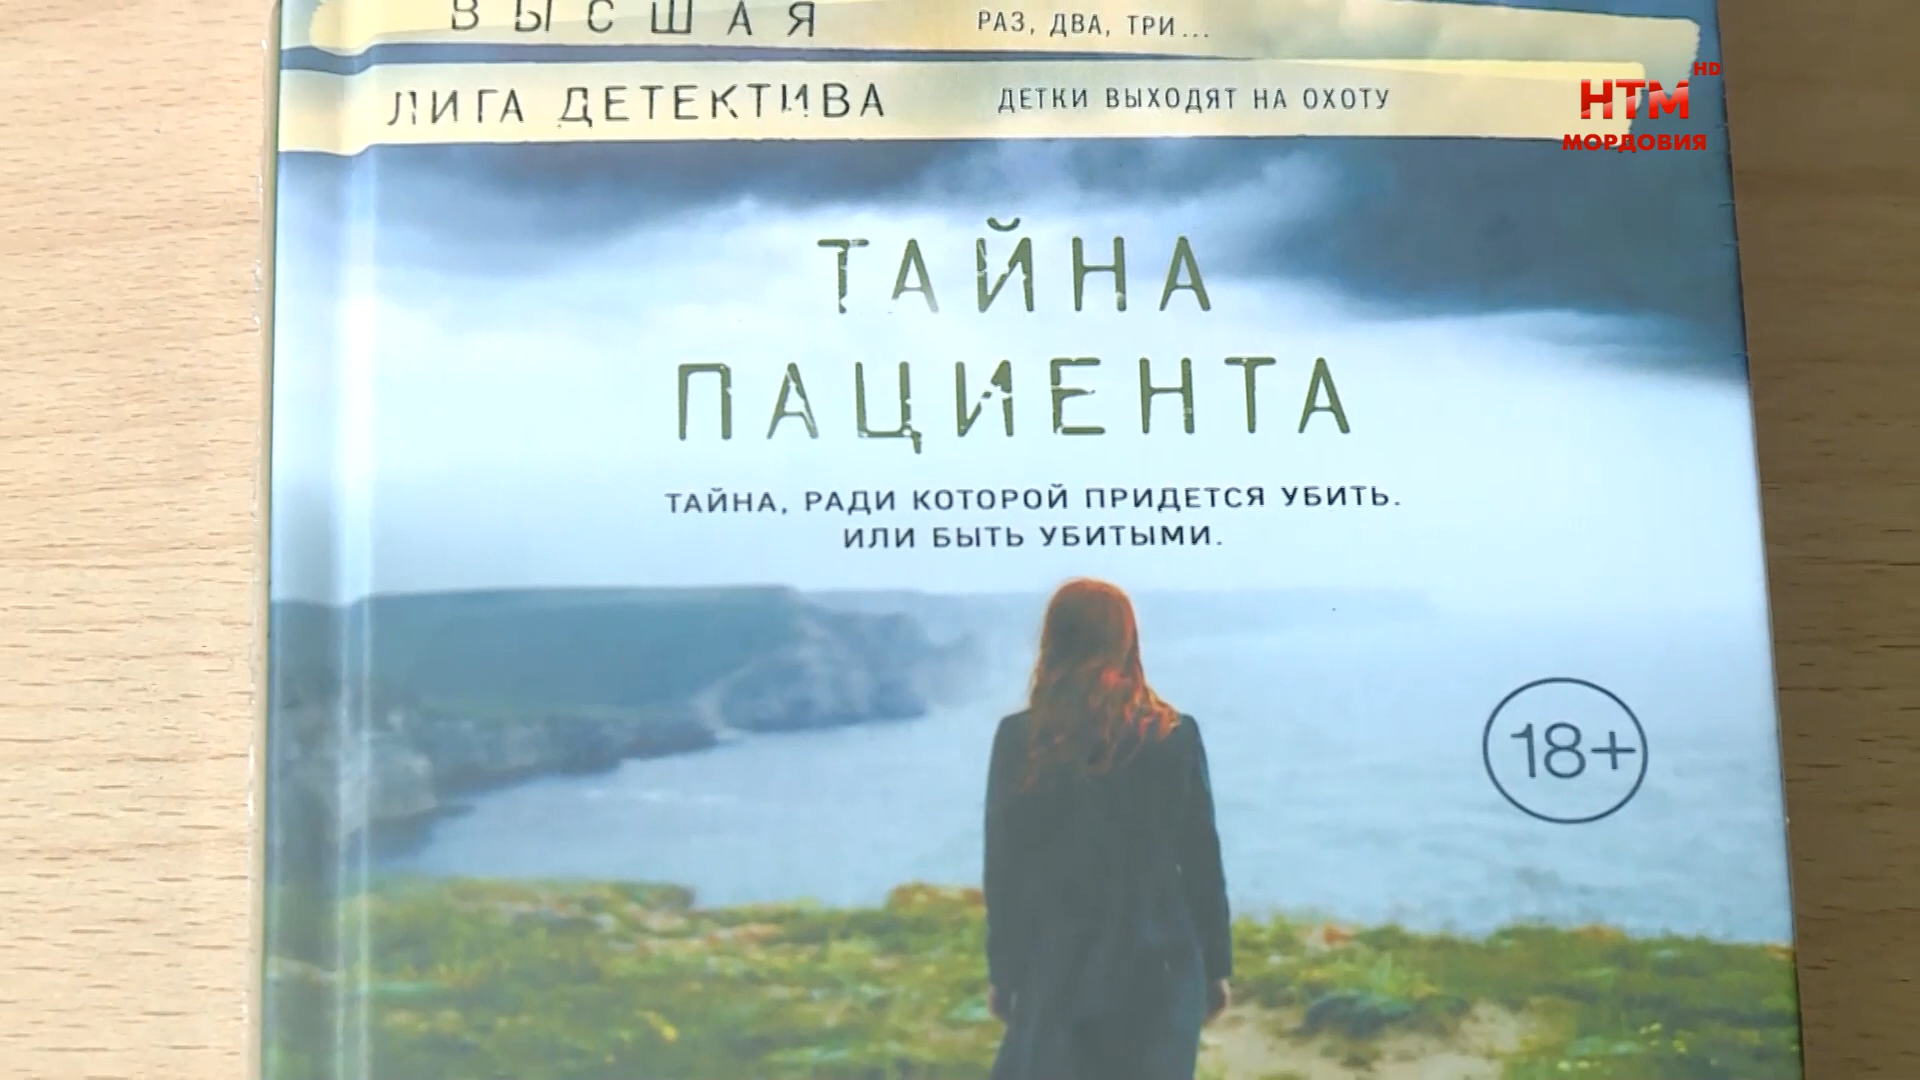 ВЫСШАЯ
РАЗ, ДВА, ТРИ...
ЛИГА ДЕТЕКТИВА
ДЕТКИ ВЫХОДЯТ НА ОХОТУ
НТМ HD
МОРДОВИЯ
ТАЙНА
ПАЦИЕНТА
ТАЙНА, РАДИ КОТОРОЙ ПРИДЕТСЯ УБИТЬ.
ИЛИ БЫТЬ УБИТЫМИ.
18+